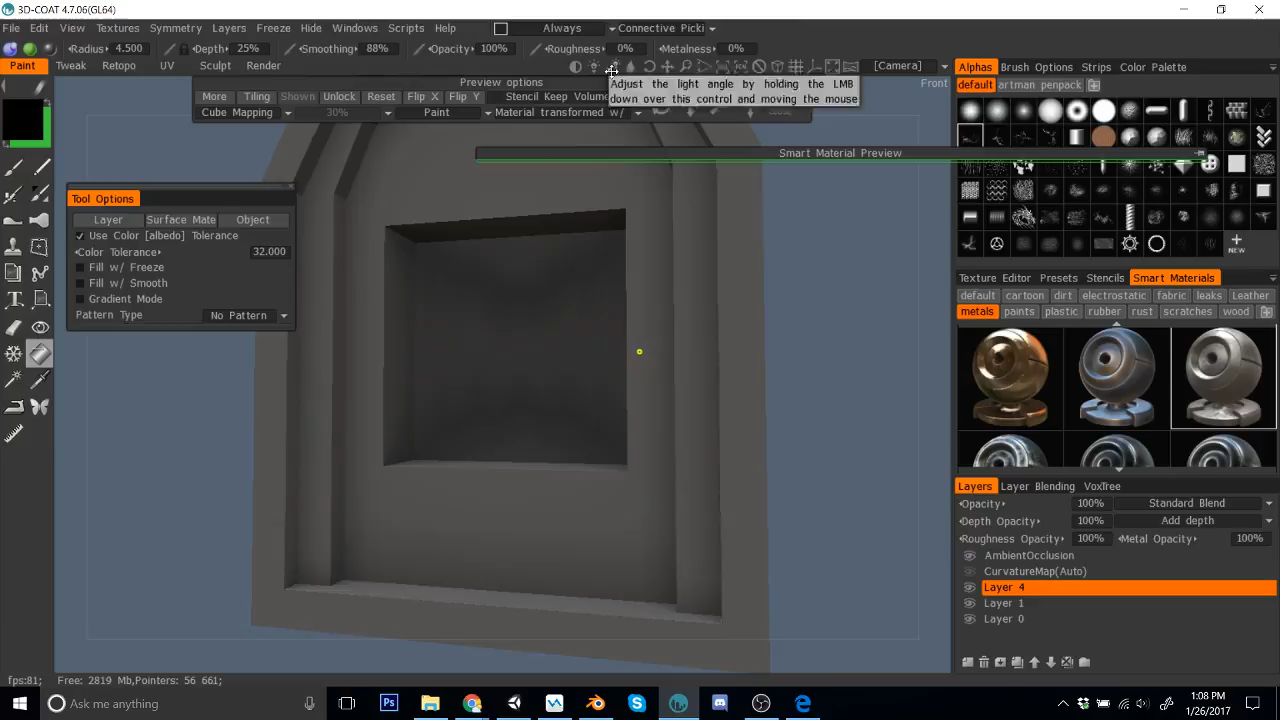 3D-COAT 4.7.06(GL64)
File Edit View Textures Symmetry Layers Freeze Hide Windows Scripts Help Always Connective Picki
Radius 4.500 Depth 25% Smoothing 88% Opacity 100% Roughness 0% Metalness 0%
Paint Tweak Retopo UV Sculpt Render [Camera]
Alphas Brush Options Strips Color Palette
Preview options
Front
default artman penpack
Adjust the light angle by holding the LMB
down over this control and moving the mouse
More Tiling Shown Unlock Reset Flip X Flip Y Stencil Keep Volume
Cube Mapping 30% Paint Material transformed w/ CLOSE
Smart Material Preview
Tool Options
Layer Surface Mate Object
Use Color [albedo] Tolerance
Color Tolerance 32.000
Fill w/ Freeze
Fill w/ Smooth
Gradient Mode
Pattern Type No Pattern
NEW
Texture Editor Presets Stencils Smart Materials
default cartoon dirt electrostatic fabric leaks Leather
metals paints plastic rubber rust scratches wood
Layers Layer Blending VoxTree
Opacity 100% Standard Blend
Depth Opacity 100% Add depth
Roughness Opacity 100% Metal Opacity 100%
AmbientOcclusion
CurvatureMap(Auto)
Layer 4
Layer 1
Layer 0
fps:81; Free: 2819 Mb,Pointers: 56 661;
Ask me anything
1:08 PM
1/26/2017